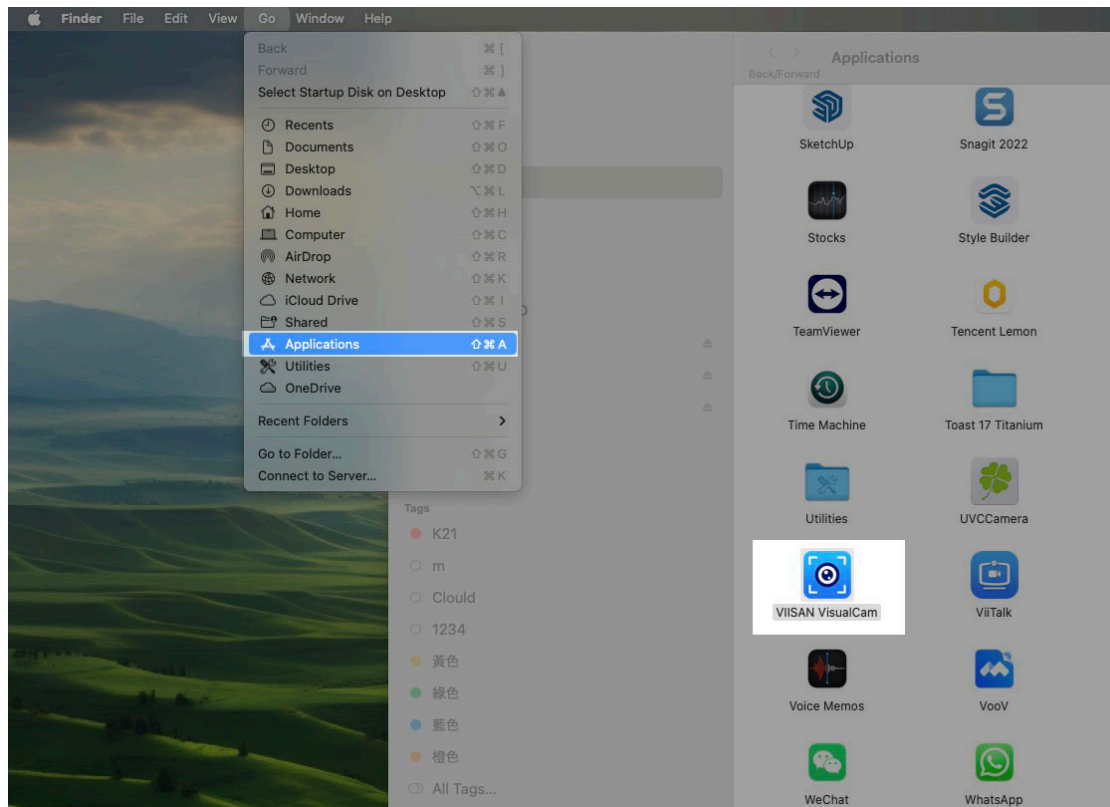 Finder File Edit View Go Window Help
Back ⌘ [
Forward ⌘ ]
Select Startup Disk on Desktop ⇧⌘▲
Recents ⇧⌘F
Documents ⇧⌘O
Desktop ⇧⌘D
Downloads ⌥⌘L
Home ⇧⌘H
Computer ⇧⌘C
AirDrop ⇧⌘R
Network ⇧⌘K
iCloud Drive ⇧⌘I
Shared ⇧⌘S
Applications ⇧⌘A
Utilities ⇧⌘U
OneDrive
Recent Folders
Go to Folder... ⇧⌘G
Connect to Server... ⌘K
Tags
K21
m
Clould
1234
黃色
綠色
藍色
橙色
All Tags...
Applications
Back/Forward
SketchUp Snagit 2022
Stocks Style Builder
TeamViewer Tencent Lemon
Time Machine Toast 17 Titanium
Utilities UVCCamera
VIISAN VisualCam ViiTalk
Voice Memos VooV
WeChat WhatsApp